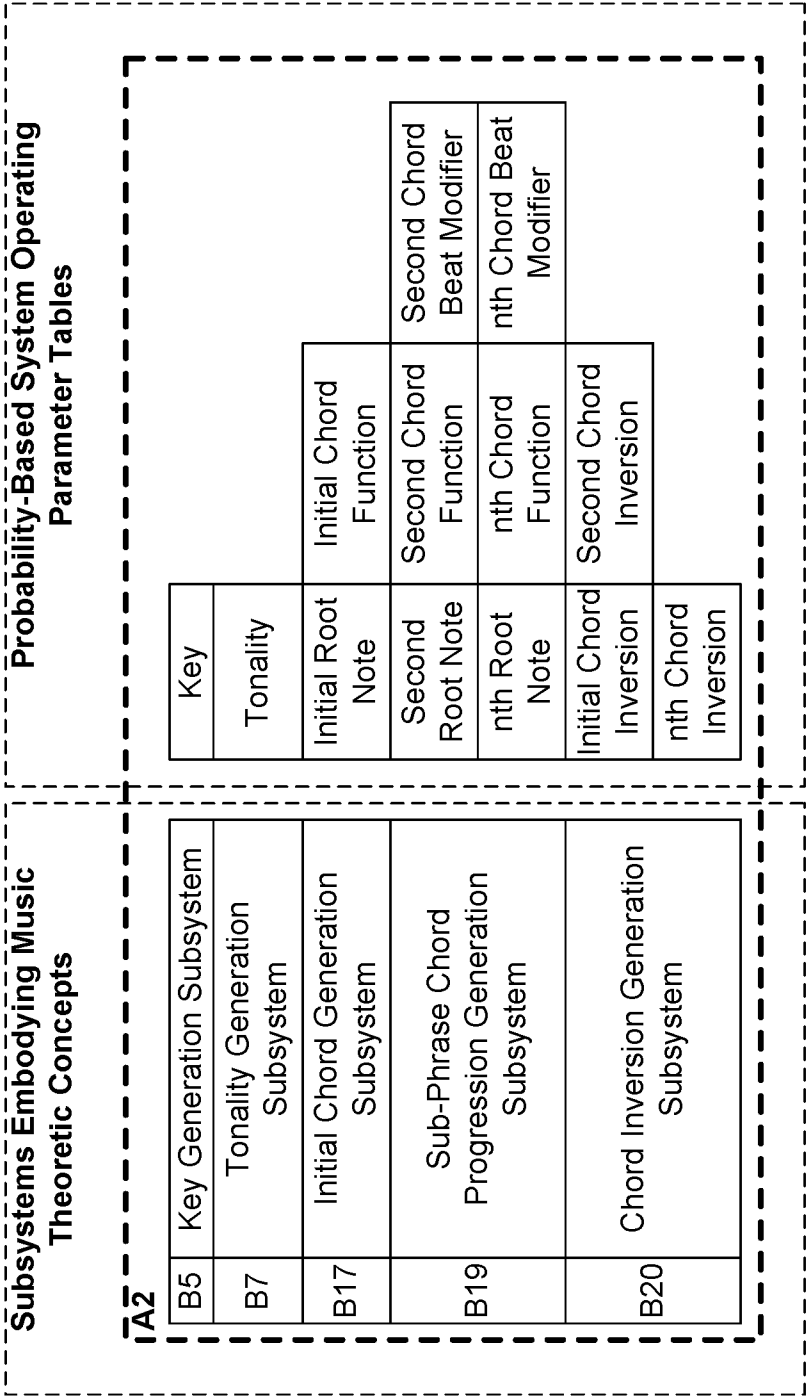 Subsystems Embodying Music
Theoretic Concepts
Probability-Based System Operating
Parameter Tables
A2
B5
Key Generation Subsystem
Key
B7
Tonality Generation
Subsystem
Tonality
B17
Initial Chord Generation
Subsystem
Initial Root
Note
Initial Chord
Function
B19
Sub-Phrase Chord
Progression Generation
Subsystem
Second
Root Note
Second Chord
Function
Second Chord
Beat Modifier
nth Root
Note
nth Chord
Function
nth Chord Beat
Modifier
B20
Chord Inversion Generation
Subsystem
Initial Chord
Inversion
Second Chord
Inversion
nth Chord
Inversion